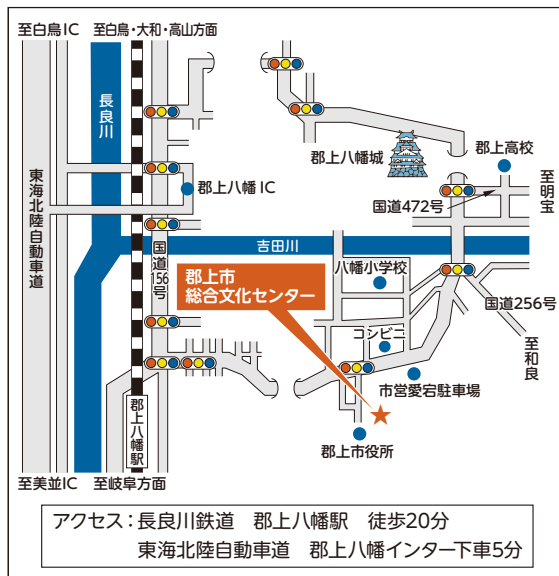 至白鳥IC
至白鳥・大和・高山方面
長良川
東海北陸自動車道
郡上八幡IC
郡上八幡城
郡上高校
至明宝
国道472号
国道156号
吉田川
八幡小学校
郡上市
総合文化センター
国道256号
至和良
コンビニ
市営愛宕駐車場
郡上八幡駅
郡上市役所
至美並IC
至岐阜方面
アクセス：長良川鉄道　郡上八幡駅　徒歩20分
東海北陸自動車道　郡上八幡インター下車5分